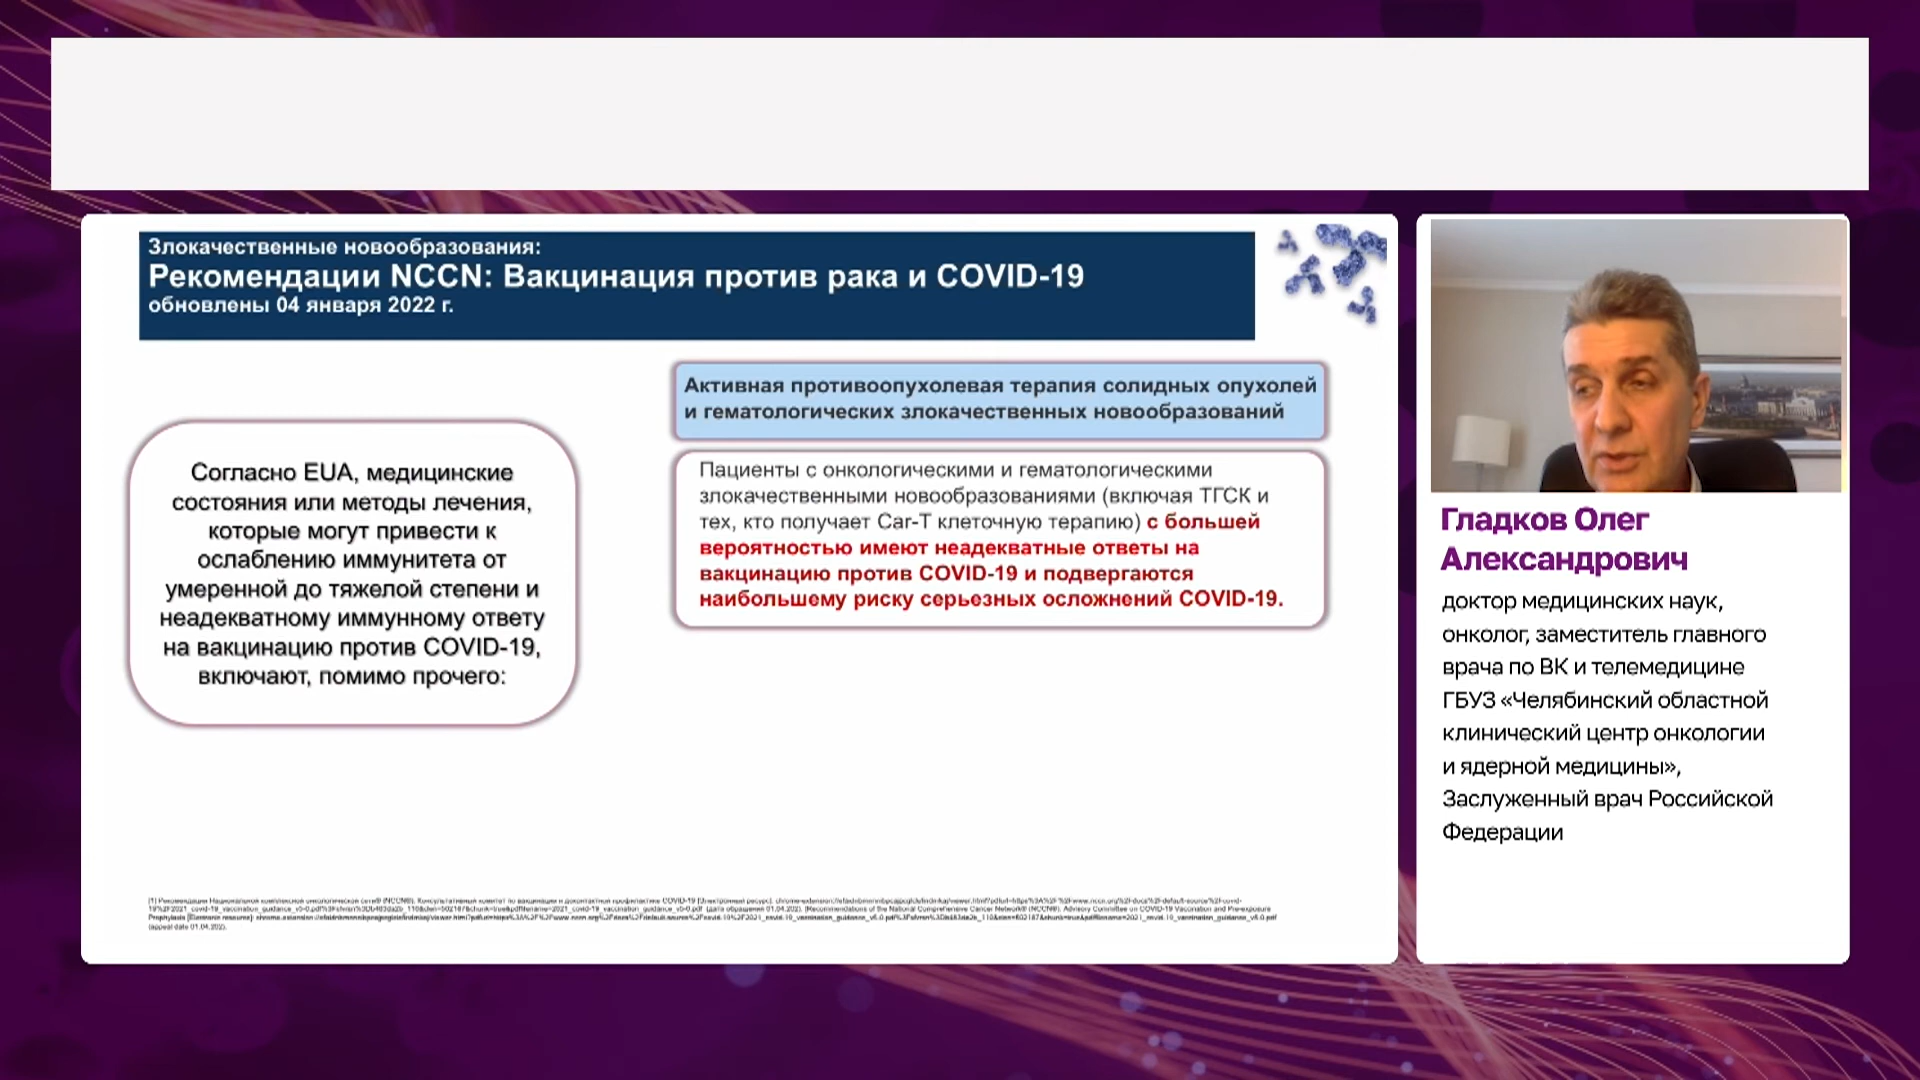 Злокачественные новообразования:
Рекомендации NCCN: Вакцинация против рака и COVID-19
обновлены 04 января 2022 г.
Согласно EUA, медицинские
состояния или методы лечения,
которые могут привести к
ослаблению иммунитета от
умеренной до тяжелой степени и
неадекватному иммунному ответу
на вакцинацию против COVID-19,
включают, помимо прочего:
Активная противоопухолевая терапия солидных опухолей
и гематологических злокачественных новообразований
Пациенты с онкологическими и гематологическими
злокачественными новообразованиями (включая ТГСК и
тех, кто получает Car-T клеточную терапию) с большей
вероятностью имеют неадекватные ответы на
вакцинацию против COVID-19 и подвергаются
наибольшему риску серьезных осложнений COVID-19.
Гладков Олег
Александрович
доктор медицинских наук,
онколог, заместитель главного
врача по ВК и телемедицине
ГБУЗ «Челябинский областной
клинический центр онкологии
и ядерной медицины»,
Заслуженный врач Российской
Федерации
(appeal date 01.04.202).